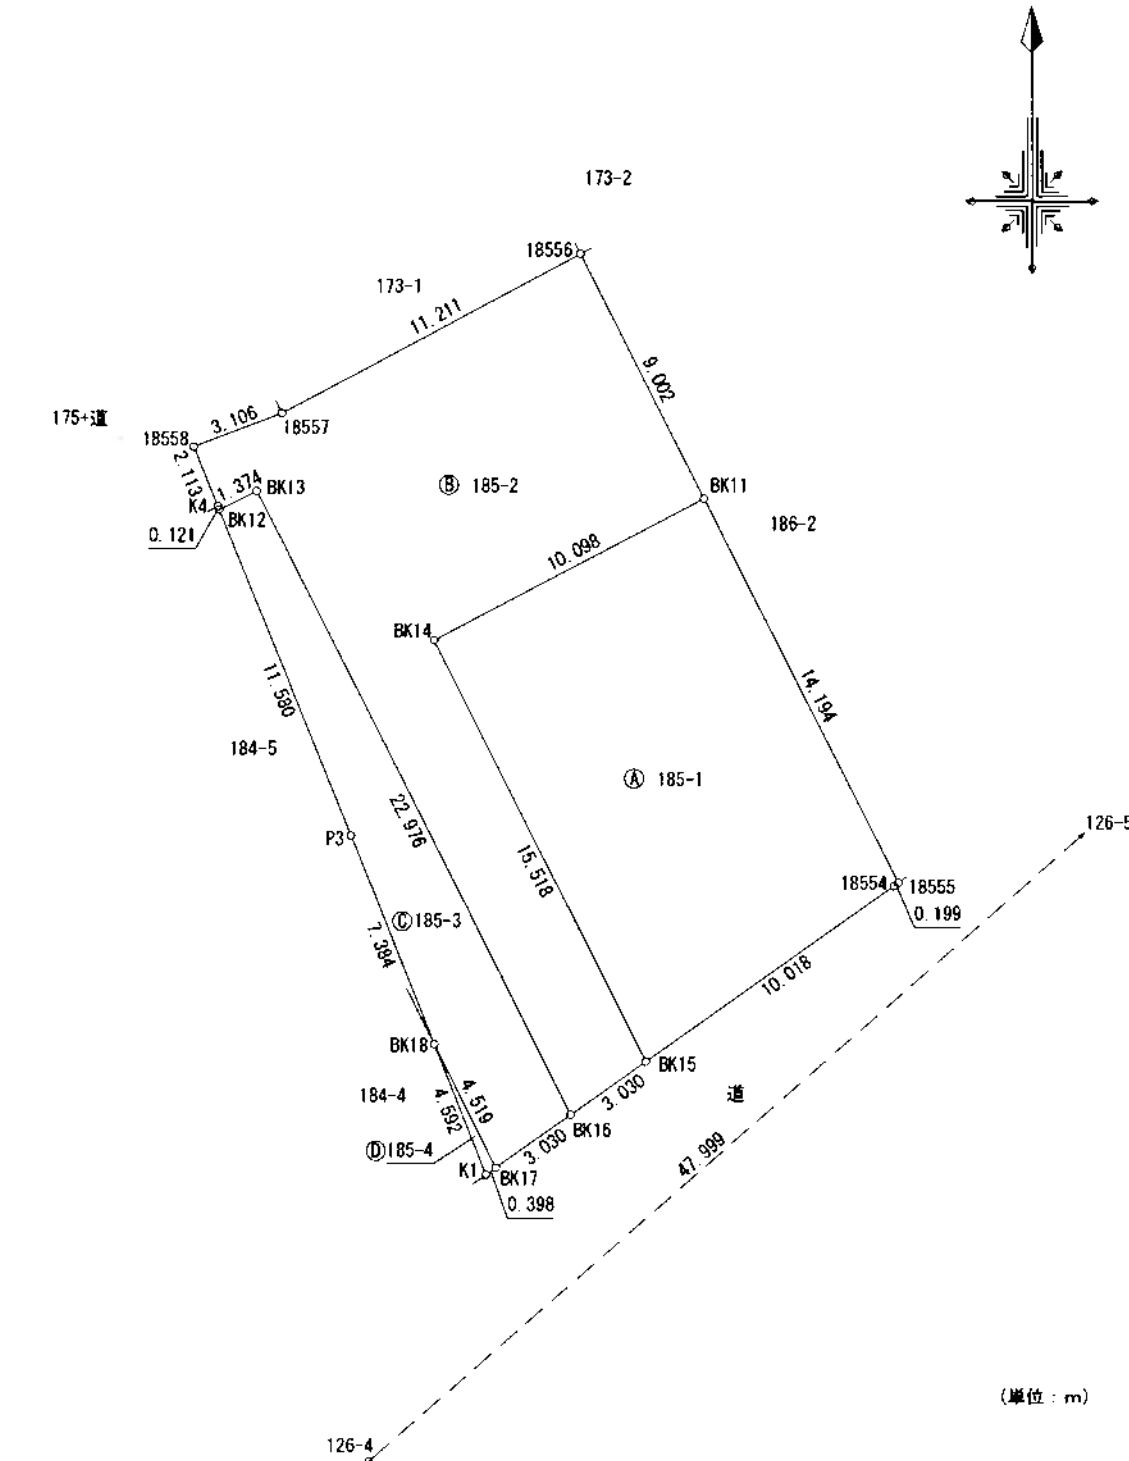 173-2
18556
173-1
11.211
9.002
175+道
3.106
18557
18558
2.113
1.374
BK13
K4
BK12
0.121
Ⓑ 185-2
BK11
186-2
10.098
BK14
11.580
14.194
184-5
Ⓐ 185-1
22.976
126-5
P3
15.518
18554
18555
0.199
Ⓒ185-3
7.384
10.018
BK18
BK15
184-4
4.592
4.519
3.030
道
BK16
Ⓓ185-4
3.030
47.999
K1
BK17
0.398
(単位:m)
126-4